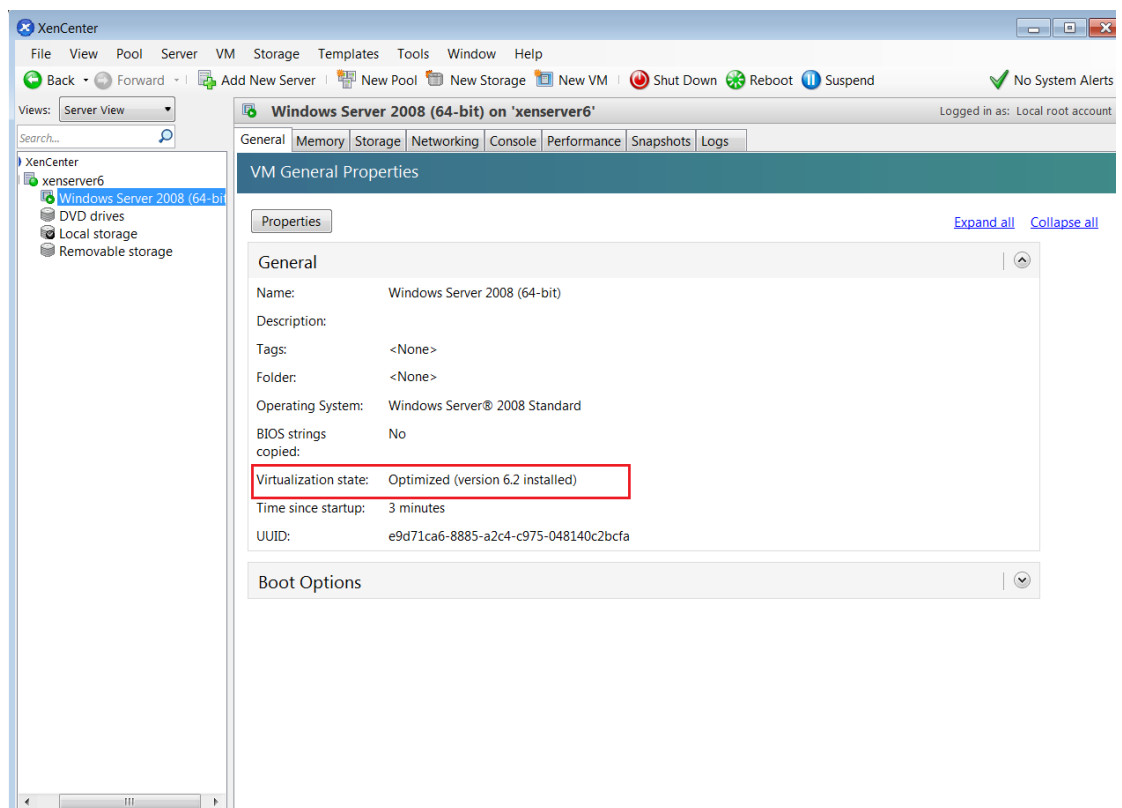 XenCenter
File View Pool Server VM Storage Templates Tools Window Help
Back Forward Add New Server New Pool New Storage New VM Shut Down Reboot Suspend No System Alerts
Views: Server View
Windows Server 2008 (64-bit) on 'xenserver6' Logged in as: Local root account
Search...
General Memory Storage Networking Console Performance Snapshots Logs
XenCenter
xenserver6
Windows Server 2008 (64-bit
DVD drives
Local storage
Removable storage
VM General Properties
Properties Expand all Collapse all
General
Name: Windows Server 2008 (64-bit)
Description:
Tags: <None>
Folder: <None>
Operating System: Windows Server® 2008 Standard
BIOS strings No
copied:
Virtualization state: Optimized (version 6.2 installed)
Time since startup: 3 minutes
UUID: e9d71ca6-8885-a2c4-c975-048140c2bcfa
Boot Options